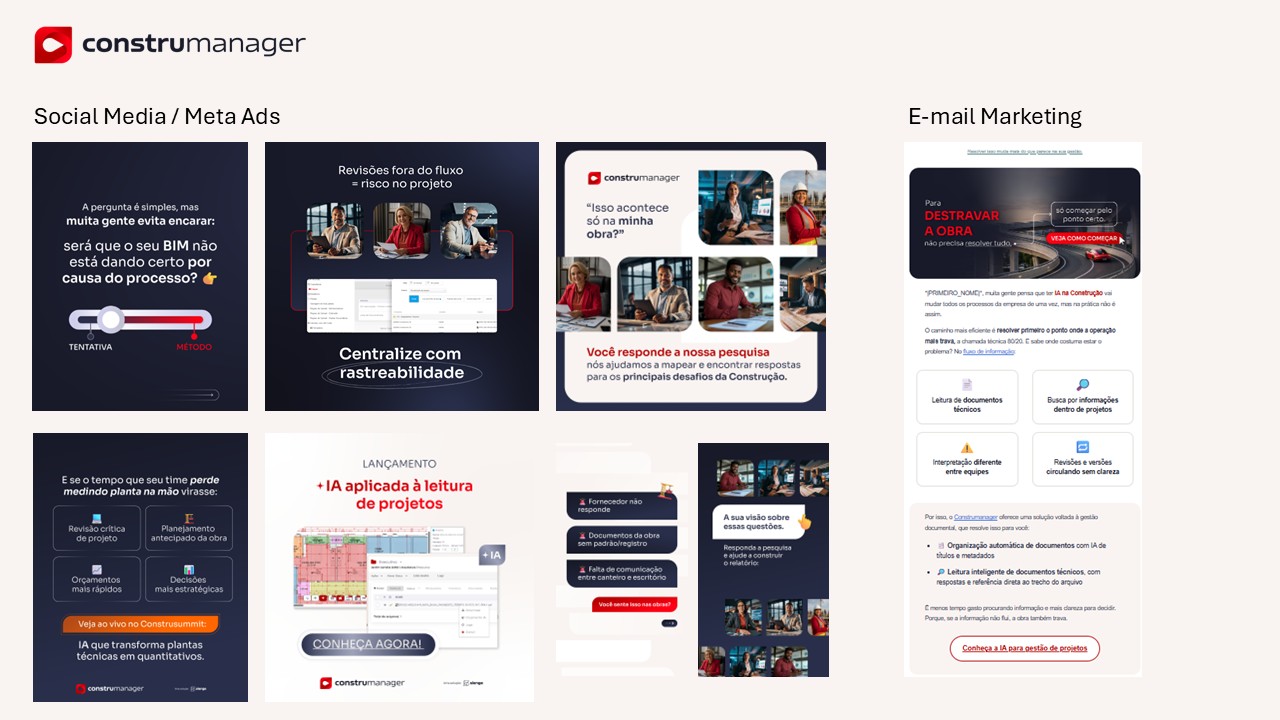 construmanager
Social Media / Meta Ads
E-mail Marketing
A pergunta é simples, mas
muita gente evita encarar:
será que o seu BIM não
está dando certo por
causa do processo? 👉
TENTATIVA
MÉTODO
Revisões fora do fluxo
= risco no projeto
Centralize com
rastreabilidade
construmanager
"Isso acontece
só na minha
obra?"
Você responde a nossa pesquisa
nós ajudamos a mapear e encontrar respostas
para os principais desafios da Construção.
E se o tempo que seu time perde
medindo planta na mão virasse:
Revisão crítica
de projeto
Planejamento
antecipado da obra
Orçamentos
mais rápidos
Decisões
mais estratégicas
Veja ao vivo no Construsummit:
IA que transforma plantas
técnicas em quantitativos.
construmanager
LANÇAMENTO
IA aplicada à leitura
de projetos
IA
CONHEÇA AGORA!
construmanager
Fornecedor não
responde
Documentos da obra
sem padrão/registro
Falta de comunicação
entre canteiro e escritório
Você sente isso nas obras?
A sua visão sobre
essas questões.
Responda a pesquisa
e ajude a construir
o relatório:
Resolver isso muda mais do que parece na sua gestão.
Para
DESTRAVAR
A OBRA
não precisa resolver tudo,
só começar pelo
ponto certo.
VEJA COMO COMEÇAR
*|PRIMEIRO_NOME|*, muita gente pensa que ter IA na Construção vai
mudar todos os processos da empresa de uma vez, mas na prática não é
assim.
O caminho mais eficiente é resolver primeiro o ponto onde a operação
mais trava, a chamada técnica 80/20. E sabe onde costuma estar o
problema? No fluxo de informação:
Leitura de documentos
técnicos
Busca por informações
dentro de projetos
Interpretação diferente
entre equipes
Revisões e versões
circulando sem clareza
Por isso, o Construmanager oferece uma solução voltada à gestão
documental, que resolve isso para você:
• Organização automática de documentos com IA de
títulos e metadados
• Leitura inteligente de documentos técnicos, com
respostas e referência direta ao trecho do arquivo
É menos tempo gasto procurando informação e mais clareza para decidir.
Porque, se a informação não flui, a obra também trava.
Conheça a IA para gestão de projetos